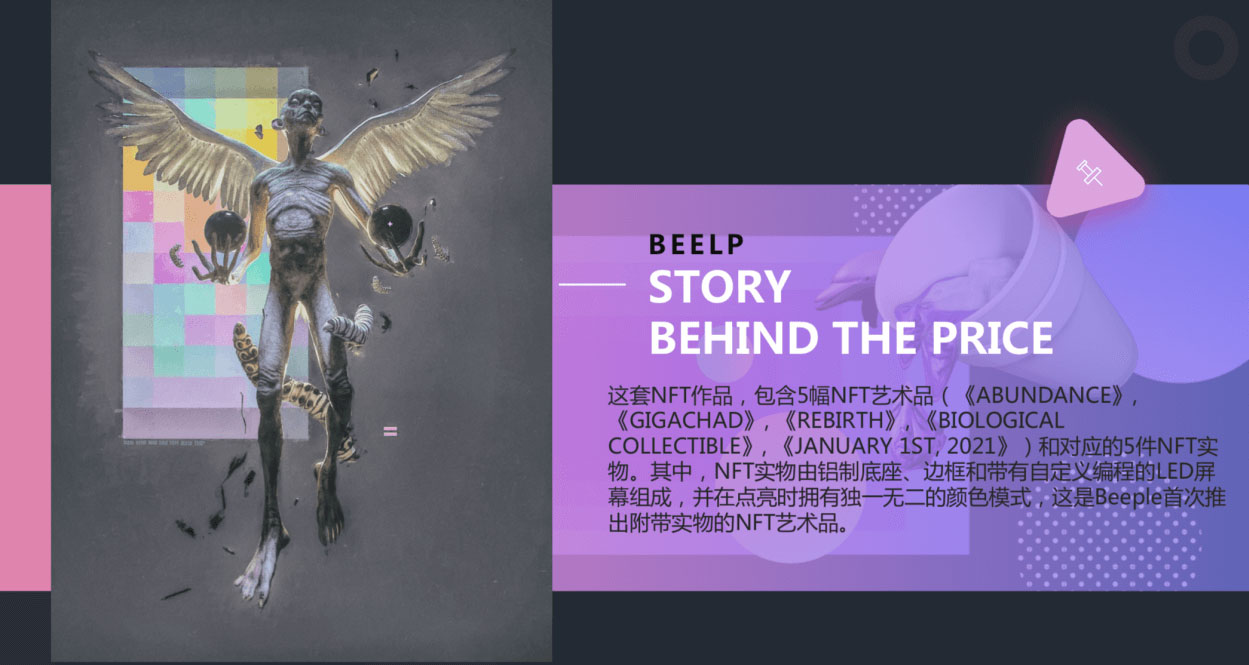 BEELP
STORY
BEHIND THE PRICE
这套NFT作品，包含5幅NFT艺术品（《ABUNDANCE》，
《GIGACHAD》，《REBIRTH》，《BIOLOGICAL
COLLECTIBLE》，《JANUARY 1ST, 2021》）和对应的5件NFT实
物。其中，NFT实物由铝制底座、边框和带有自定义编程的LED屏
幕组成，并在点亮时拥有独一无二的颜色模式，这是Beeple首次推
出附带实物的NFT艺术品。